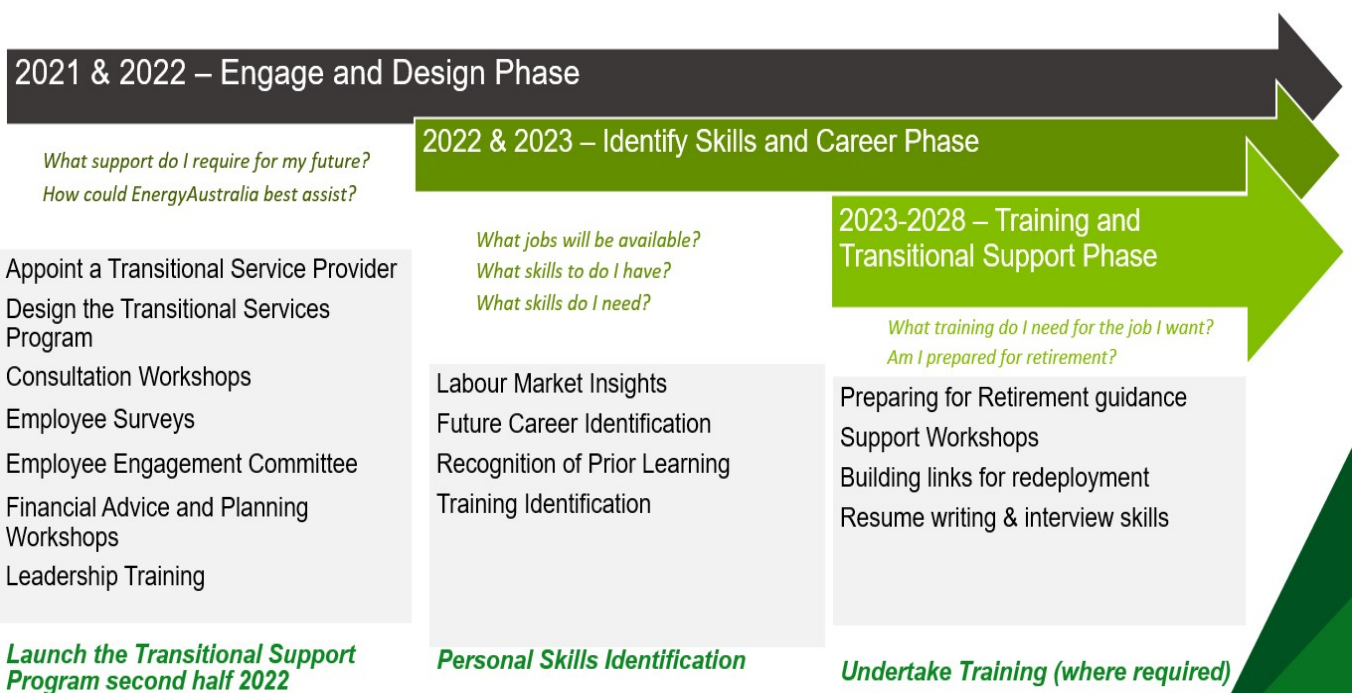 2021 & 2022 – Engage and Design Phase
What support do I require for my future?
How could EnergyAustralia best assist?
Appoint a Transitional Service Provider
Design the Transitional Services
Program
Consultation Workshops
Employee Surveys
Employee Engagement Committee
Financial Advice and Planning
Workshops
Leadership Training
Launch the Transitional Support
Program second half 2022
2022 & 2023 – Identify Skills and Career Phase
What jobs will be available?
What skills to do I have?
What skills do I need?
Labour Market Insights
Future Career Identification
Recognition of Prior Learning
Training Identification
Personal Skills Identification
2023-2028 – Training and
Transitional Support Phase
What training do I need for the job I want?
Am I prepared for retirement?
Preparing for Retirement guidance
Support Workshops
Building links for redeployment
Resume writing & interview skills
Undertake Training (where required)